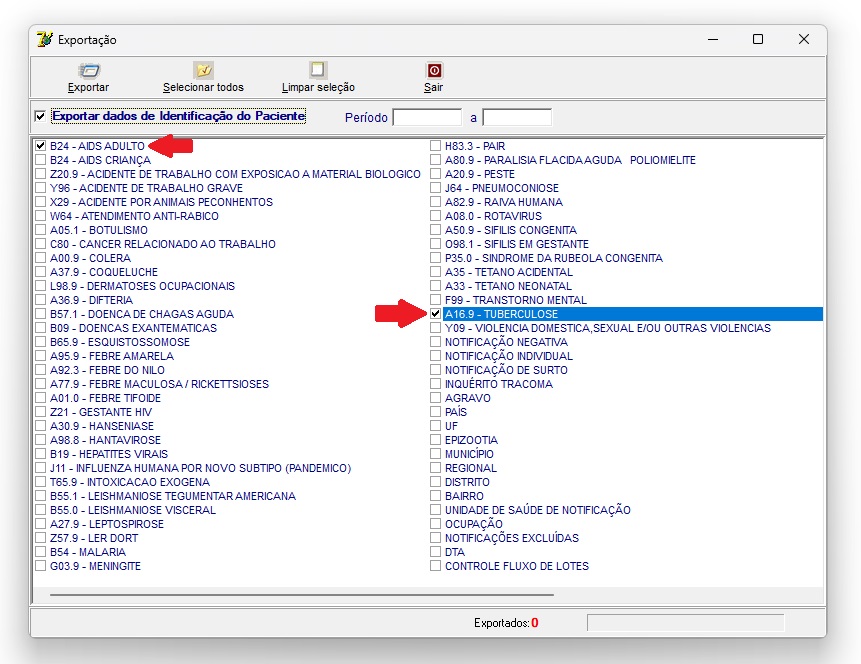 Exportação
Exportar
Selecionar todos
Limpar seleção
Sair
Exportar dados de Identificação do Paciente
Período
a
B24 - AIDS ADULTO
B24 - AIDS CRIANÇA
Z20.9 - ACIDENTE DE TRABALHO COM EXPOSICAO A MATERIAL BIOLOGICO
Y96 - ACIDENTE DE TRABALHO GRAVE
X29 - ACIDENTE POR ANIMAIS PECONHENTOS
W64 - ATENDIMENTO ANTI-RABICO
A05.1 - BOTULISMO
C80 - CANCER RELACIONADO AO TRABALHO
A00.9 - COLERA
A37.9 - COQUELUCHE
L98.9 - DERMATOSES OCUPACIONAIS
A36.9 - DIFTERIA
B57.1 - DOENCA DE CHAGAS AGUDA
B09 - DOENCAS EXANTEMATICAS
B65.9 - ESQUISTOSSOMOSE
A95.9 - FEBRE AMARELA
A92.3 - FEBRE DO NILO
A77.9 - FEBRE MACULOSA / RICKETTSIOSES
A01.0 - FEBRE TIFOIDE
Z21 - GESTANTE HIV
A30.9 - HANSENIASE
A98.8 - HANTAVIROSE
B19 - HEPATITES VIRAIS
J11 - INFLUENZA HUMANA POR NOVO SUBTIPO (PANDEMICO)
T65.9 - INTOXICACAO EXOGENA
B55.1 - LEISHMANIOSE TEGUMENTAR AMERICANA
B55.0 - LEISHMANIOSE VISCERAL
A27.9 - LEPTOSPIROSE
Z57.9 - LER DORT
B54 - MALARIA
G03.9 - MENINGITE
H83.3 - PAIR
A80.9 - PARALISIA FLACIDA AGUDA   POLIOMIELITE
A20.9 - PESTE
J64 - PNEUMOCONIOSE
A82.9 - RAIVA HUMANA
A08.0 - ROTAVIRUS
A50.9 - SIFILIS CONGENITA
O98.1 - SIFILIS EM GESTANTE
P35.0 - SINDROME DA RUBEOLA CONGENITA
A35 - TETANO ACIDENTAL
A33 - TETANO NEONATAL
F99 - TRANSTORNO MENTAL
A16.9 - TUBERCULOSE
Y09 - VIOLENCIA DOMESTICA,SEXUAL E/OU OUTRAS VIOLENCIAS
NOTIFICAÇÃO NEGATIVA
NOTIFICAÇÃO INDIVIDUAL
NOTIFICAÇÃO DE SURTO
INQUÉRITO TRACOMA
AGRAVO
PAÍS
UF
EPIZOOTIA
MUNICÍPIO
REGIONAL
DISTRITO
BAIRRO
UNIDADE DE SAÚDE DE NOTIFICAÇÃO
OCUPAÇÃO
NOTIFICAÇÕES EXCLUÍDAS
DTA
CONTROLE FLUXO DE LOTES
Exportados: 0